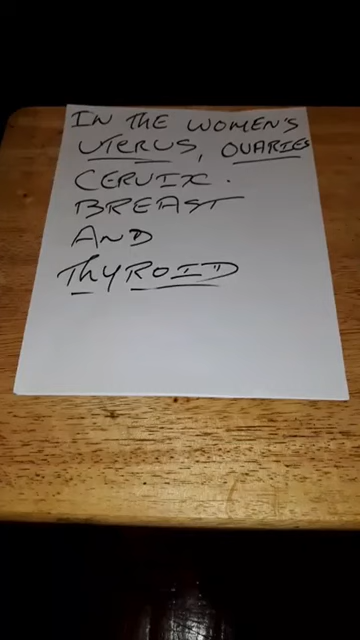 IN THE WOMEN'S
UTERUS, OVARIES
CERVIX.
BREAST
AND
THYROID